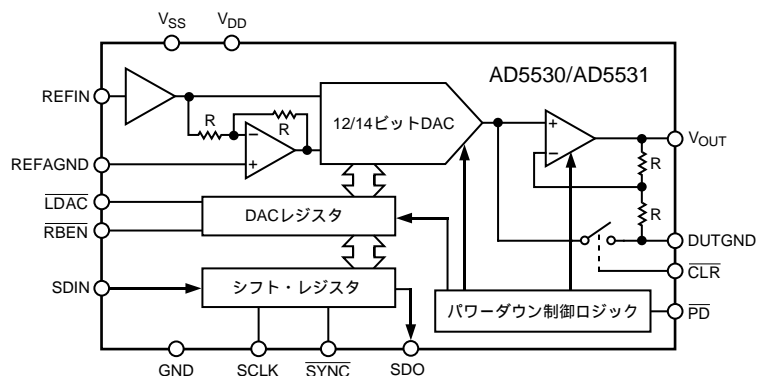 VSS VDD
AD5530/AD5531
REFIN
R
R
12/14ビットDAC
VOUT
R
REFAGND
LDAC
DACレジスタ
R
RBEN
DUTGND
CLR
SDIN
シフト・レジスタ
パワーダウン制御ロジック
PD
GND SCLK SYNC SDO